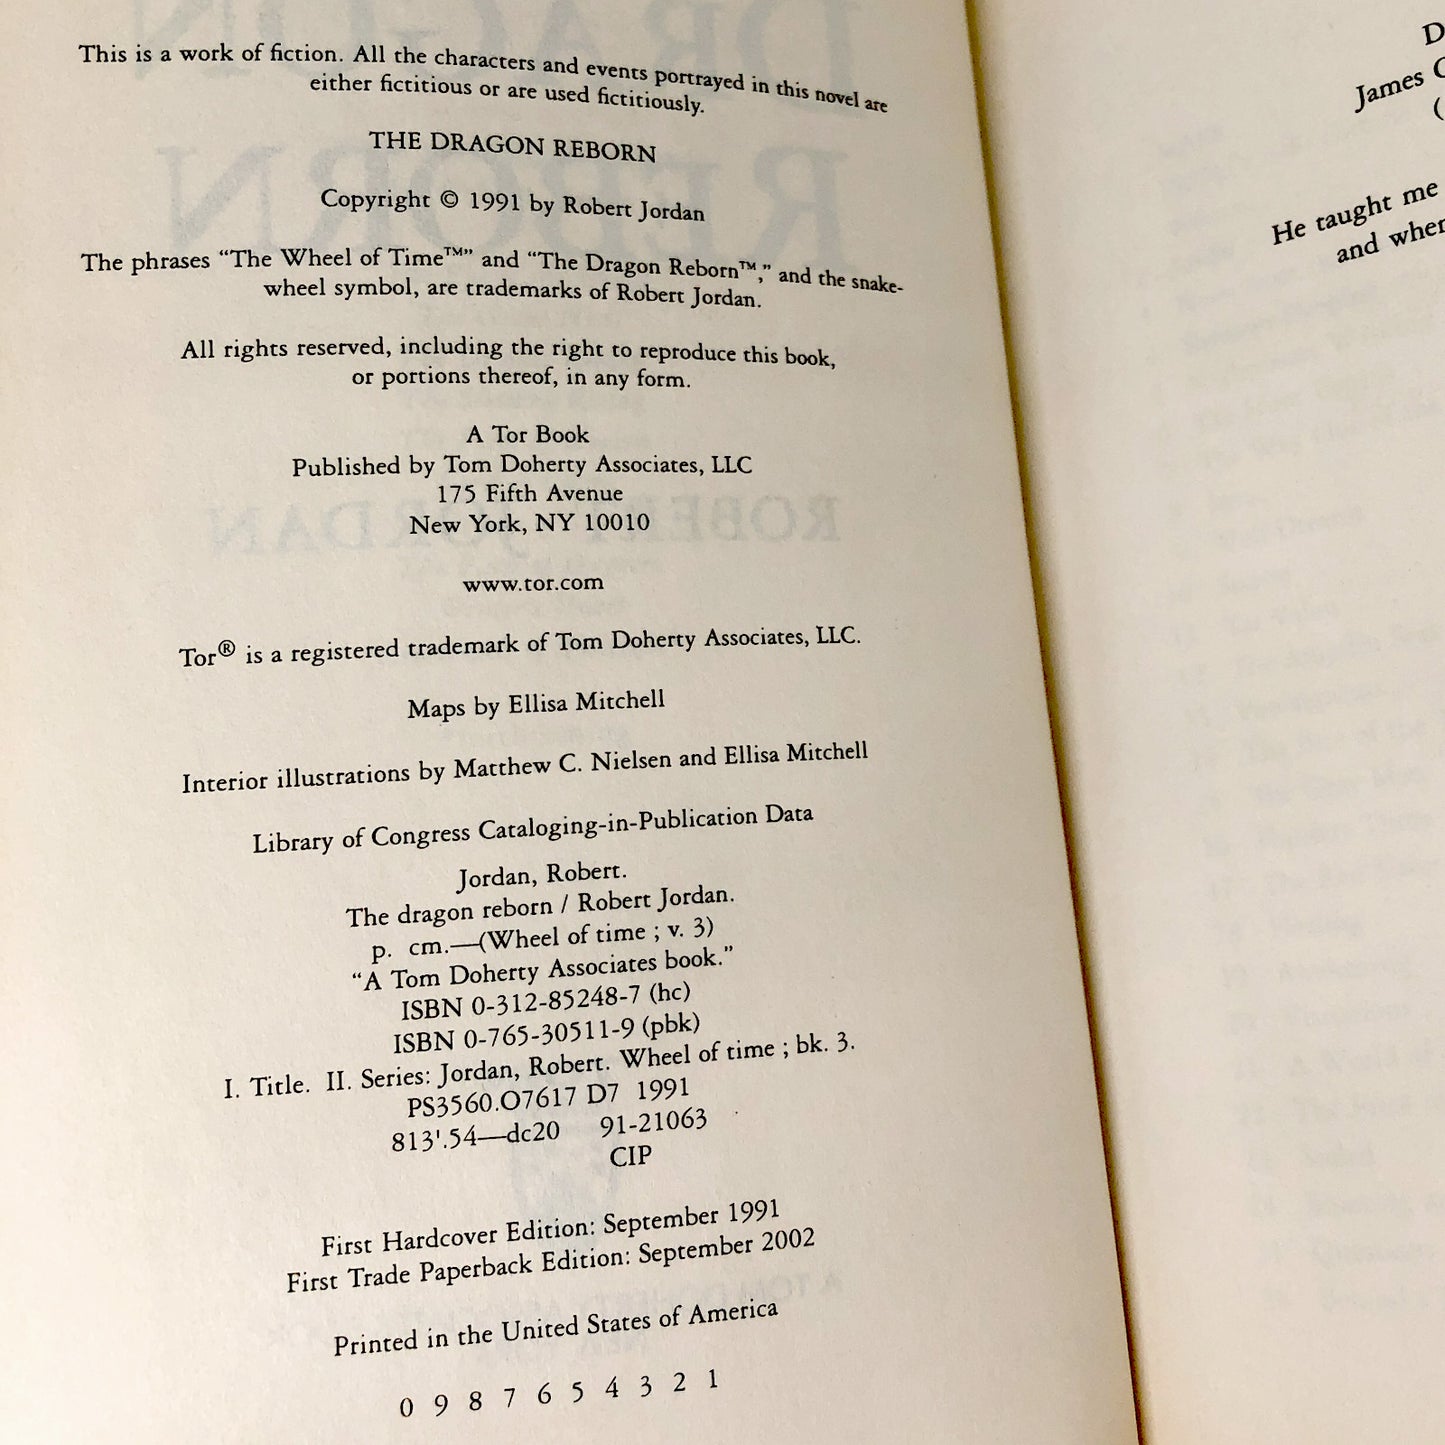 This is a work of fiction. All the characters and events portrayed in this novel are
either fictitious or are used fictitiously.
THE DRAGON REBORN
Copyright © 1991 by Robert Jordan
The phrases “The Wheel of Time™” and “The Dragon Reborn™,” and the snake-
wheel symbol, are trademarks of Robert Jordan.
All rights reserved, including the right to reproduce this book,
or portions thereof, in any form.
A Tor Book
Published by Tom Doherty Associates, LLC
175 Fifth Avenue
New York, NY 10010
www.tor.com
Tor® is a registered trademark of Tom Doherty Associates, LLC.
Maps by Ellisa Mitchell
Interior illustrations by Matthew C. Nielsen and Ellisa Mitchell
Library of Congress Cataloging-in-Publication Data
Jordan, Robert.
The dragon reborn / Robert Jordan.
p. cm.—(Wheel of time ; v. 3)
“A Tom Doherty Associates book.”
ISBN 0-312-85248-7 (hc)
ISBN 0-765-30511-9 (pbk)
I. Title. II. Series: Jordan, Robert. Wheel of time ; bk. 3.
PS3560.O7617 D7 1991
813'.54—dc20 91-21063
CIP
First Hardcover Edition: September 1991
First Trade Paperback Edition: September 2002
Printed in the United States of America
0 9 8 7 6 5 4 3 2 1
James
He taught me
and